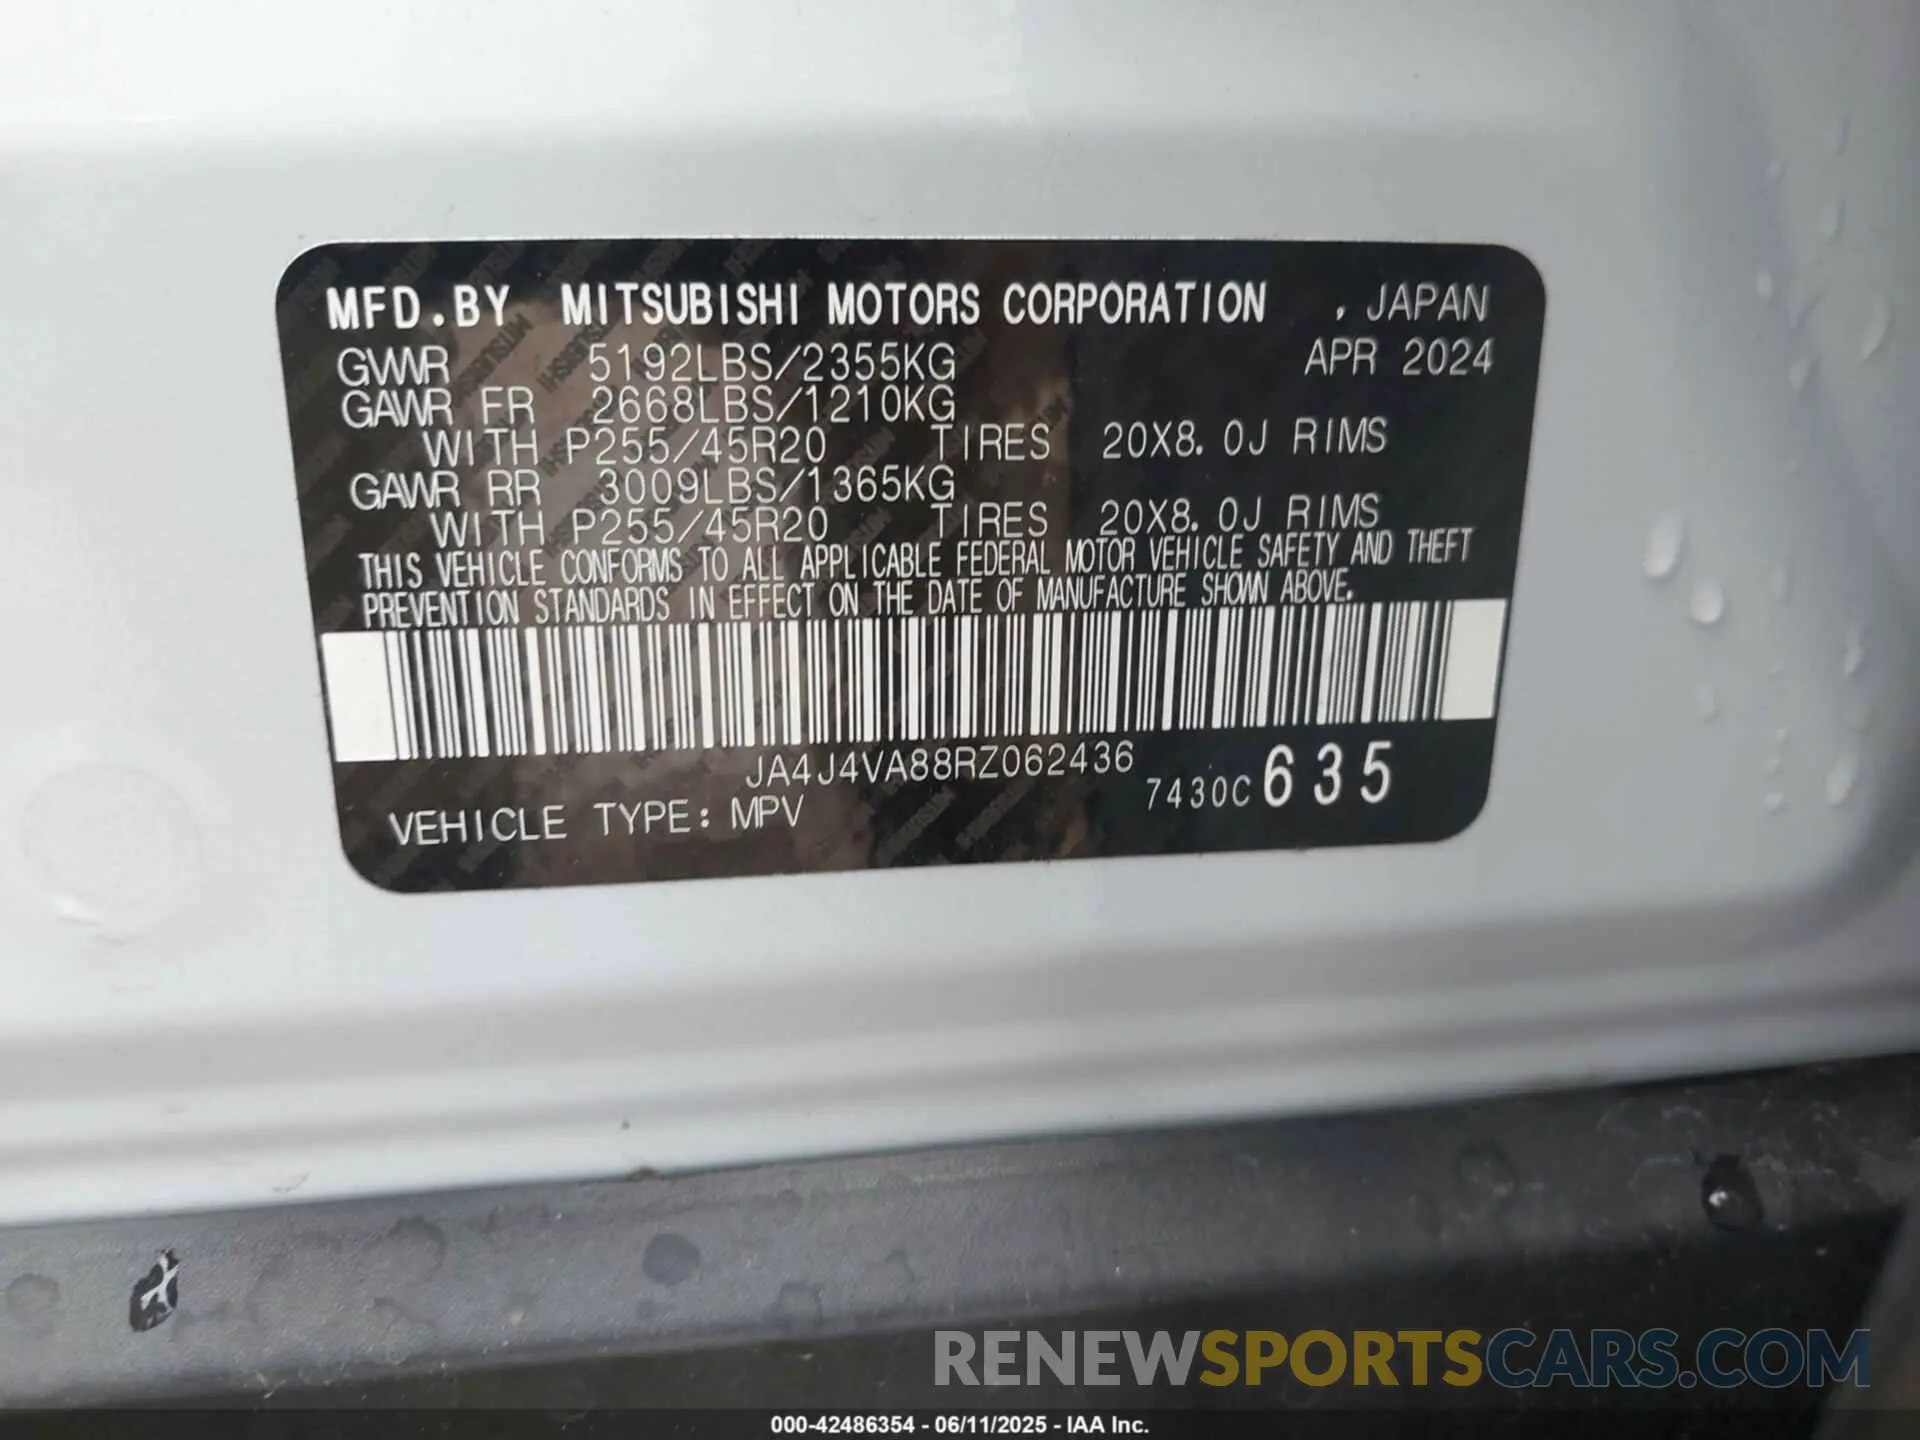 MFD.BY MITSUBISHI MOTORS CORPORATION , JAPAN
GVWR 5192LBS/2355KG APR 2024
GAWR FR 2668LBS/1210KG
WITH P255/45R20 TIRES 20X8.0J RIMS
GAWR RR 3009LBS/1365KG
WITH P255/45R20 TIRES 20X8.0J RIMS
THIS VEHICLE CONFORMS TO ALL APPLICABLE FEDERAL MOTOR VEHICLE SAFETY AND THEFT
PREVENTION STANDARDS IN EFFECT ON THE DATE OF MANUFACTURE SHOWN ABOVE.
JA4J4VA88RZ062436
7430C 635
VEHICLE TYPE: MPV
RENEWSPORTSCARS.COM
000-42486354 - 06/11/2025 - IAA Inc.